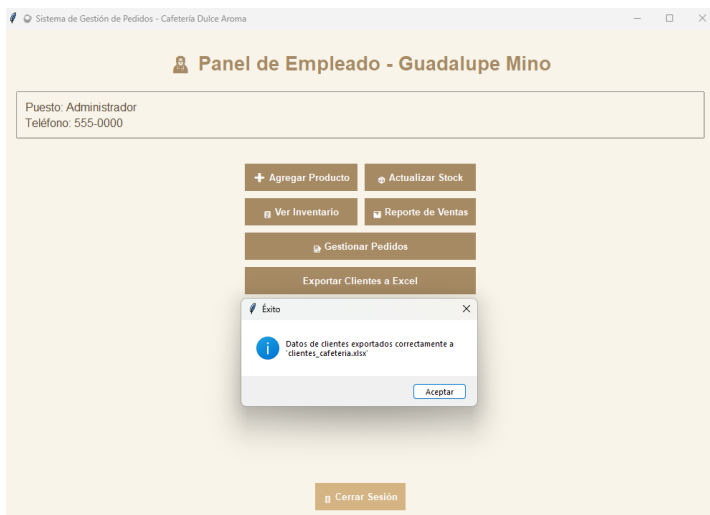 Sistema de Gestión de Pedidos - Cafetería Dulce Aroma
Panel de Empleado - Guadalupe Mino
Puesto: Administrador
Teléfono: 555-0000
Agregar Producto
Actualizar Stock
Ver Inventario
Reporte de Ventas
Gestionar Pedidos
Exportar Clientes a Excel
Éxito
Datos de clientes exportados correctamente a
'clientes_cafeteria.xlsx'
Aceptar
Cerrar Sesión